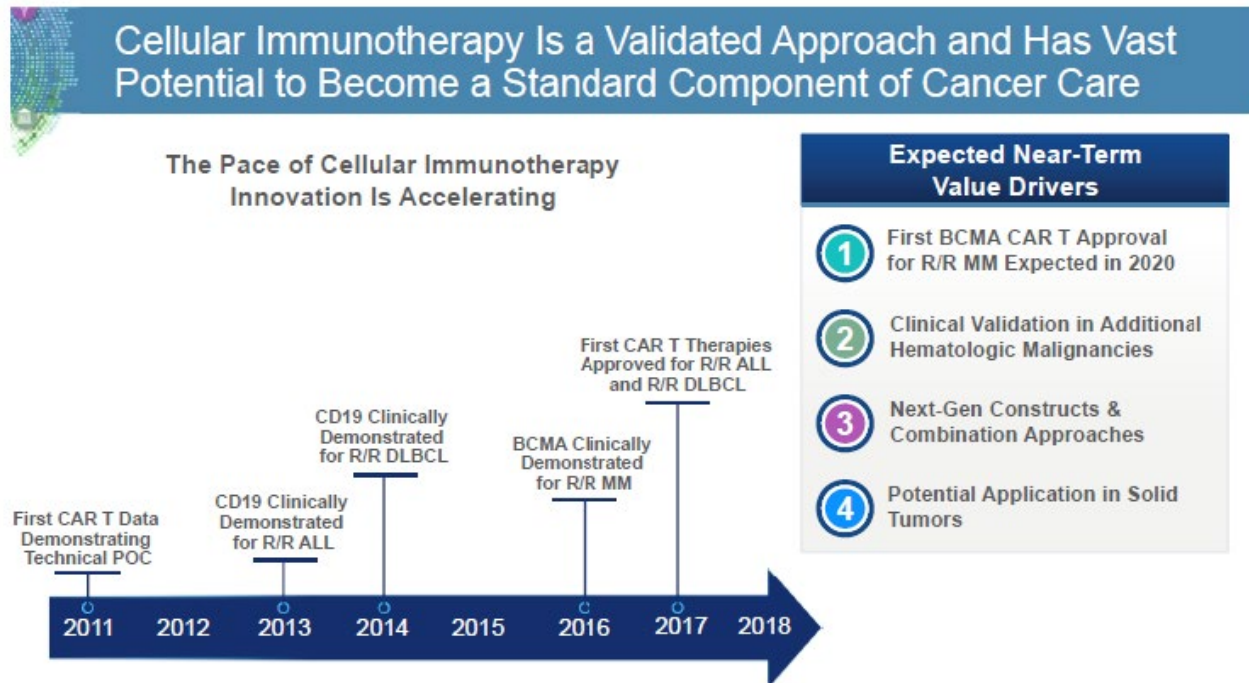 Cellular Immunotherapy Is a Validated Approach and Has Vast
Potential to Become a Standard Component of Cancer Care
The Pace of Cellular Immunotherapy
Innovation Is Accelerating
First CAR T Data
Demonstrating
Technical POC
CD19 Clinically
Demonstrated
for R/R ALL
CD19 Clinically
Demonstrated
for R/R DLBCL
BCMA Clinically
Demonstrated
for R/R MM
First CAR T Therapies
Approved for R/R ALL
and R/R DLBCL
2011 2012 2013 2014 2015 2016 2017 2018
Expected Near-Term
Value Drivers
1 First BCMA CAR T Approval
for R/R MM Expected in 2020
2 Clinical Validation in Additional
Hematologic Malignancies
3 Next-Gen Constructs &
Combination Approaches
4 Potential Application in Solid
Tumors